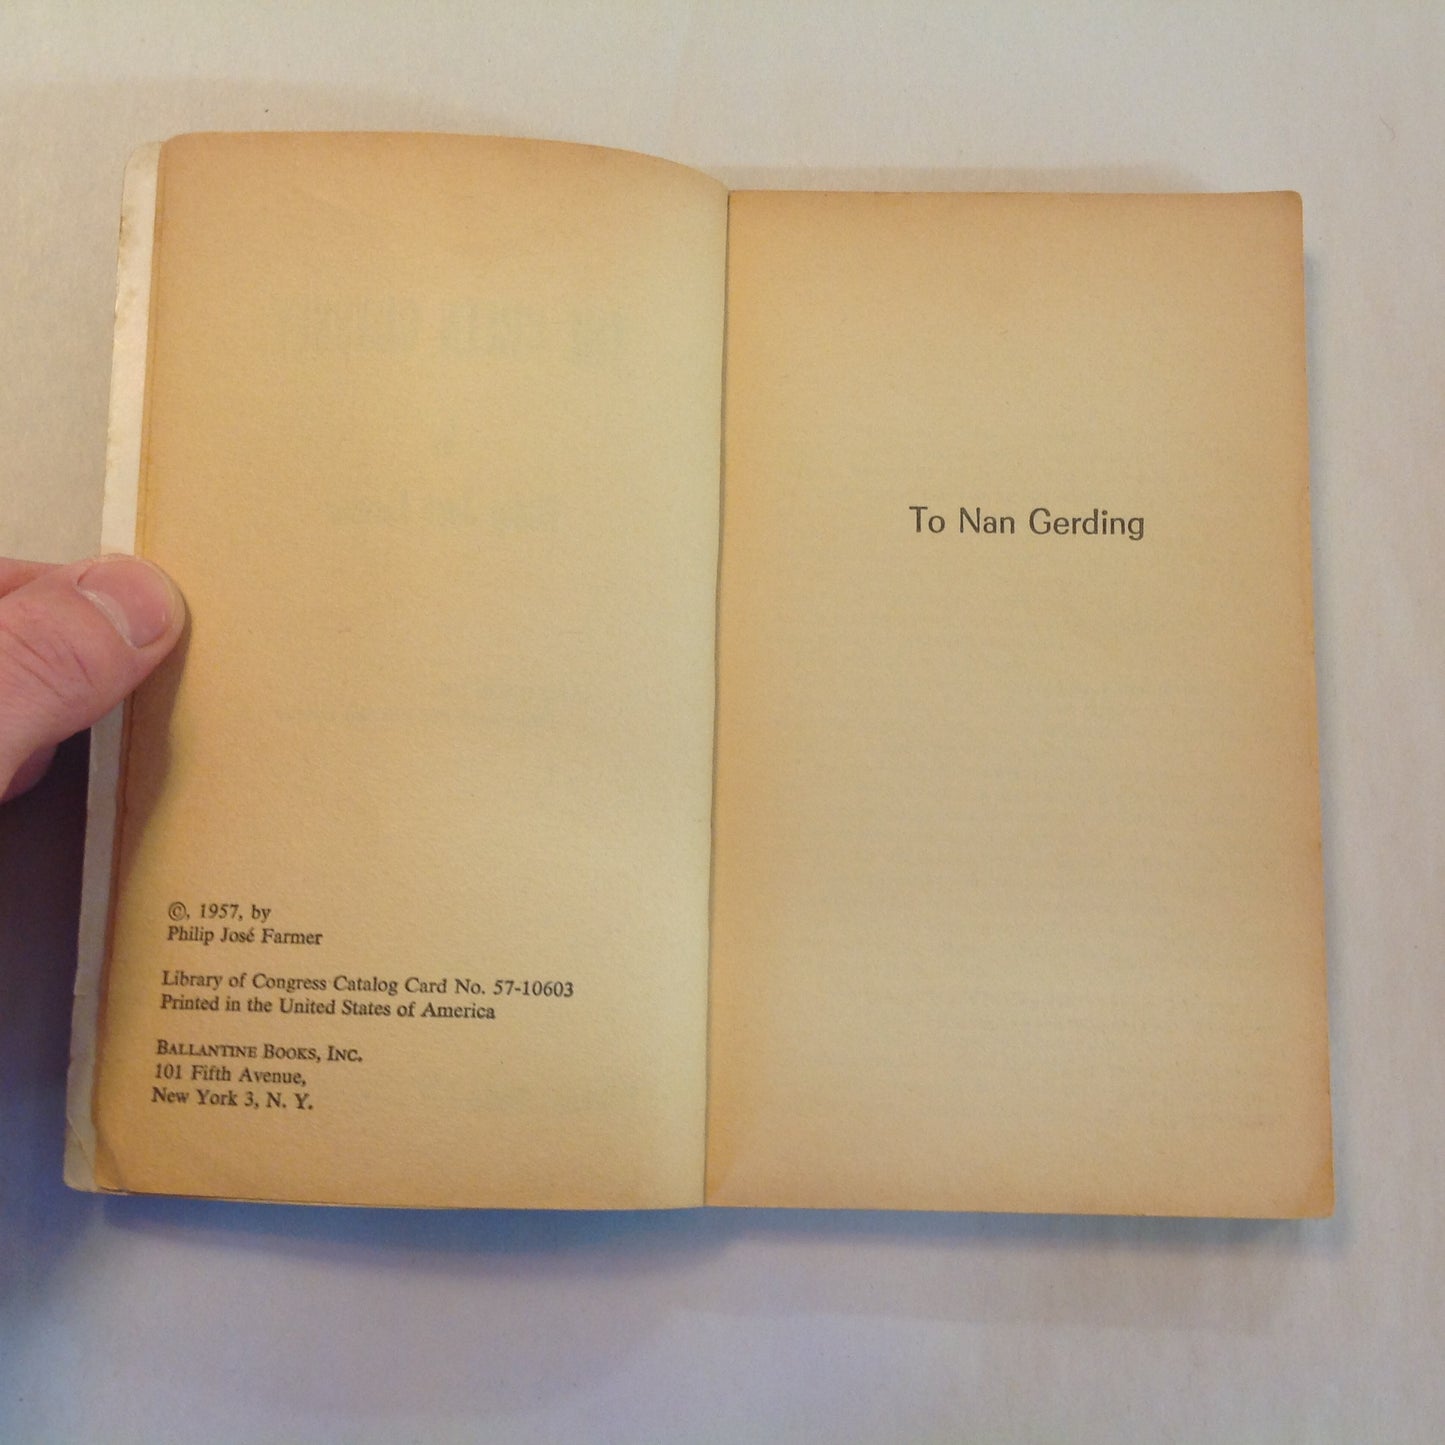 ©, 1957, by
Philip José Farmer
Library of Congress Catalog Card No. 57-10603
Printed in the United States of America
BALLANTINE BOOKS, INC.
101 Fifth Avenue,
New York 3, N. Y.
To Nan Gerding